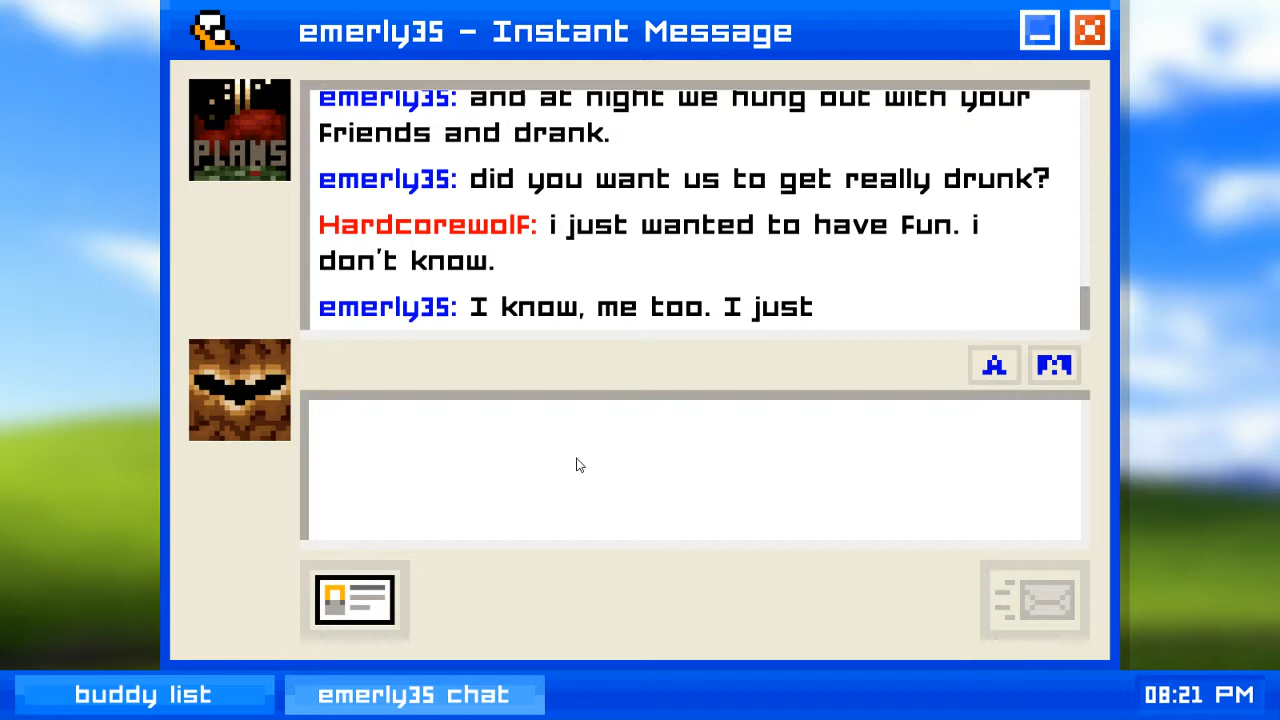 emerly35 - Instant Message
emerly35: and at night we hung out with your
friends and drank.
emerly35: did you want us to get really drunk?
Hardcorewolf: i just wanted to have fun. i
don't know.
emerly35: I know, me too. I just
PLANS
A
buddy list
emerly35 chat
08:21 PM